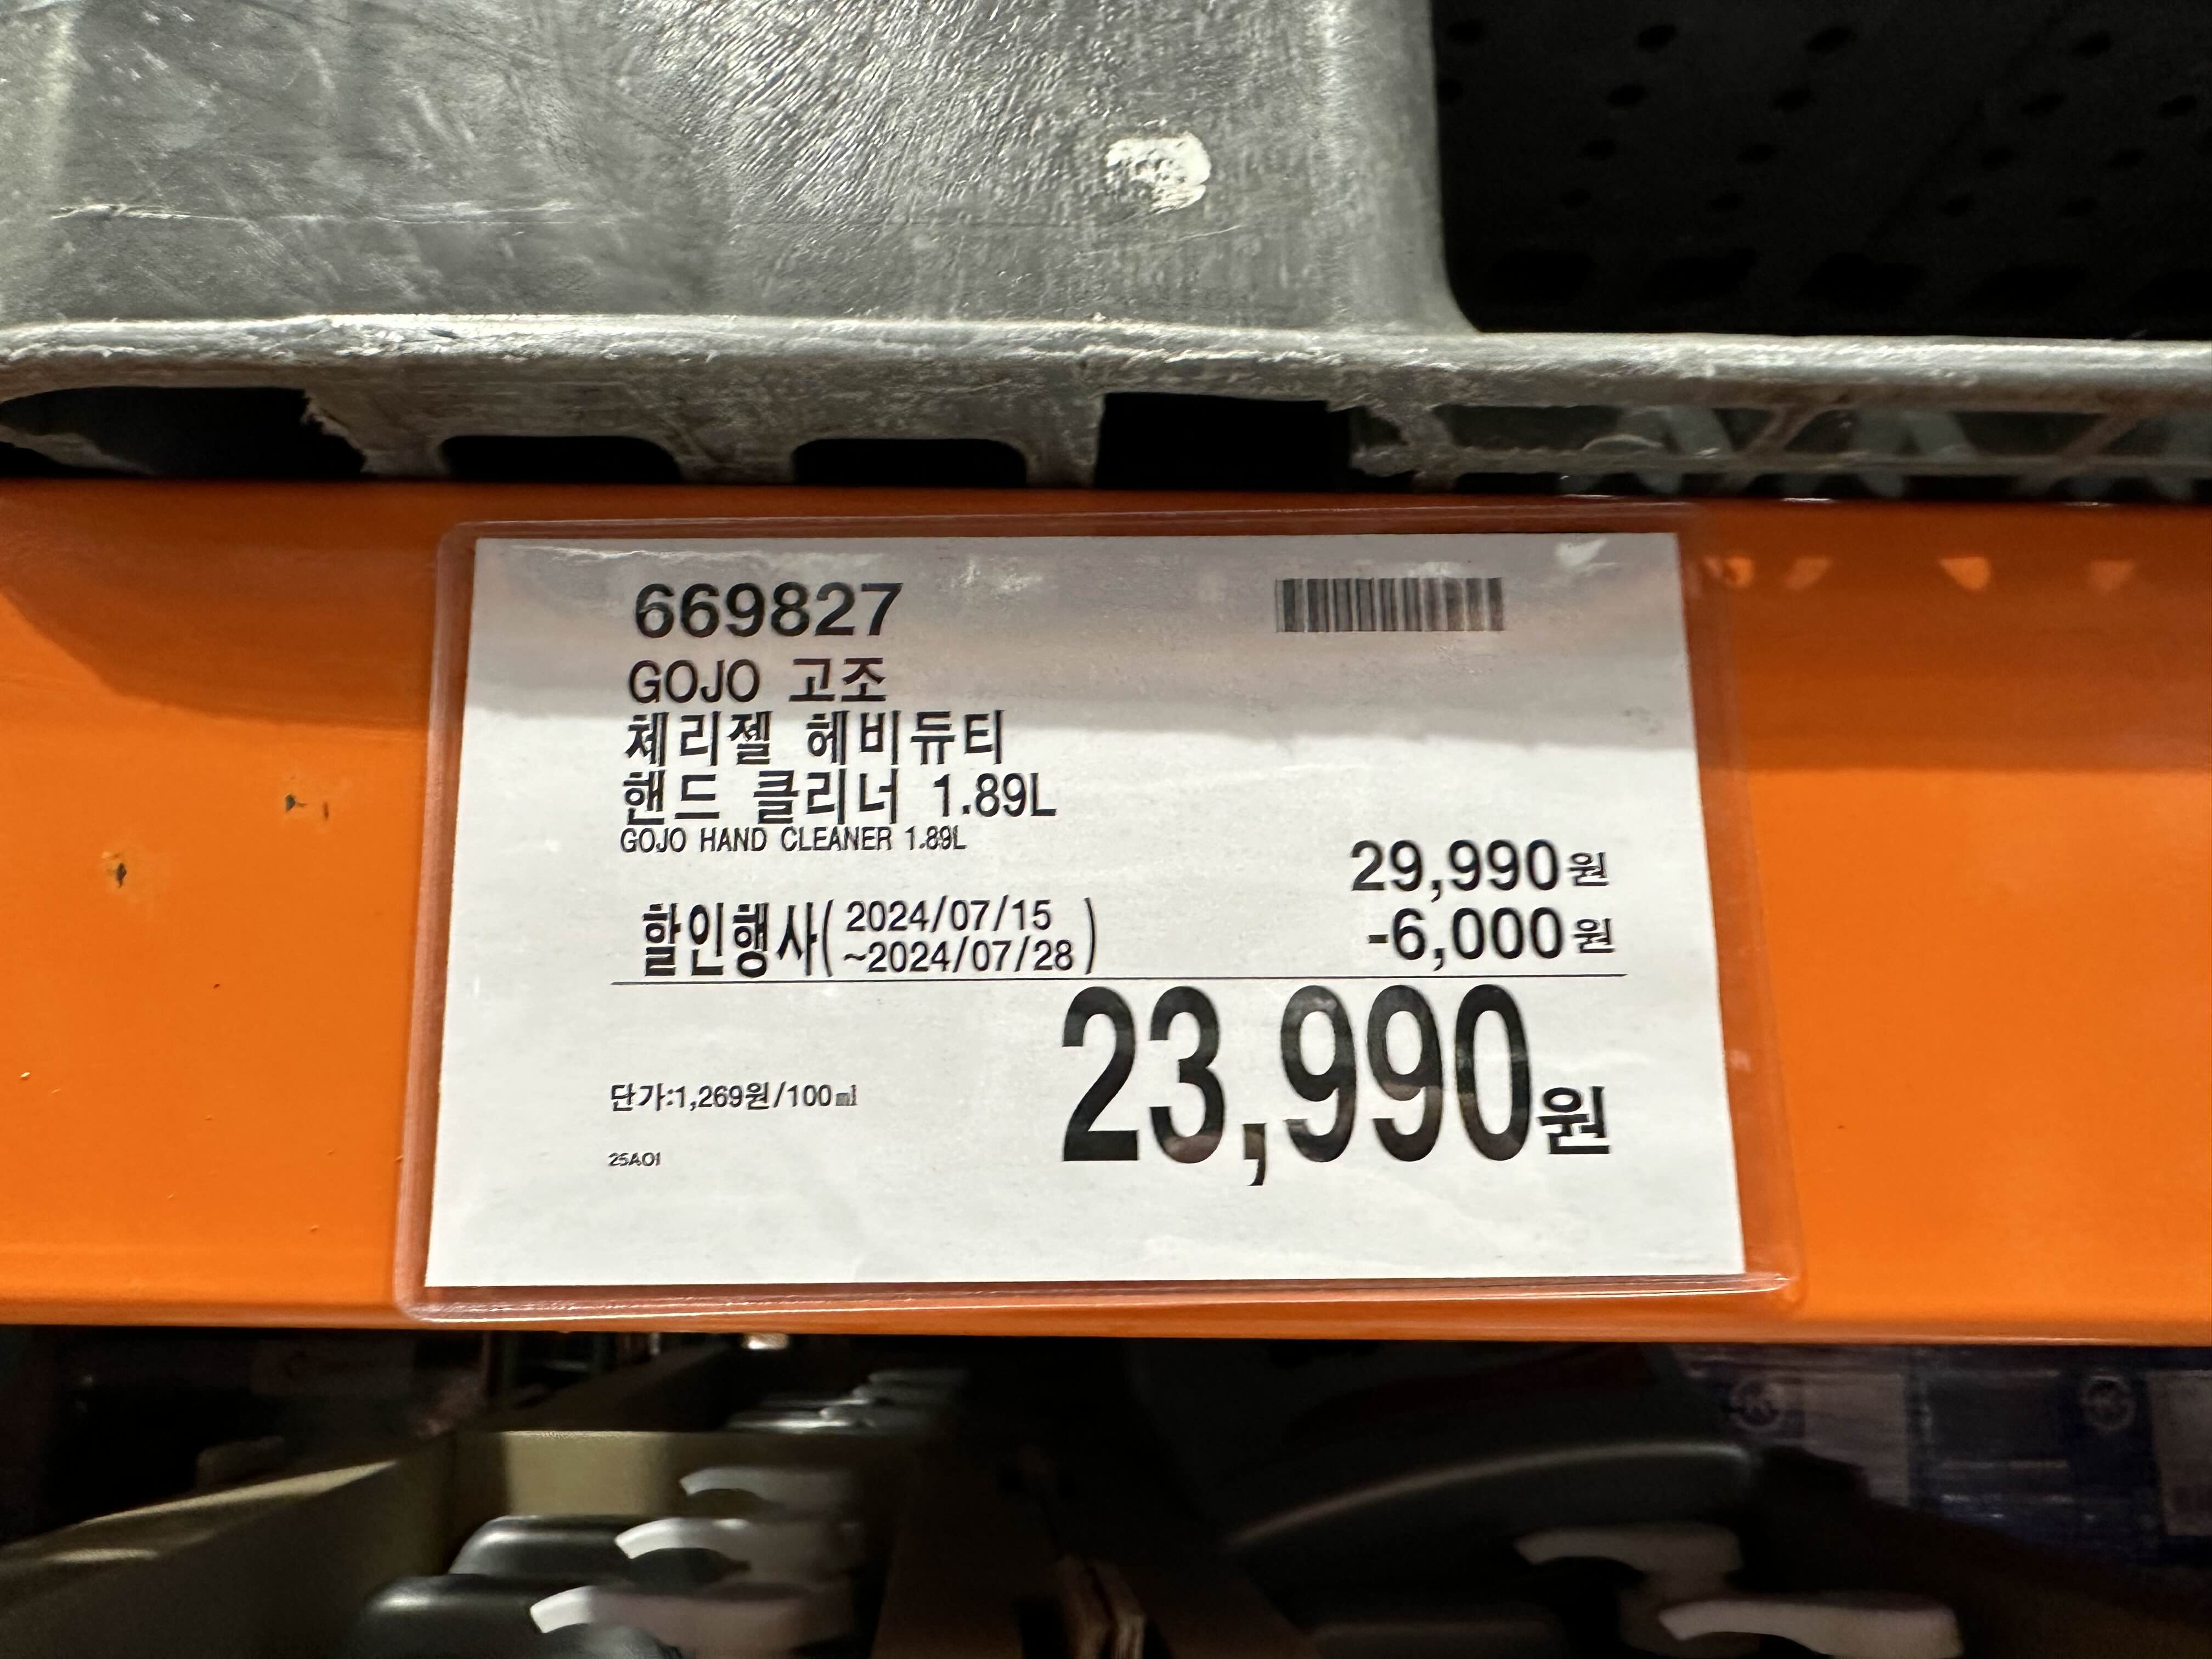 669827
GOJO 고조
체리젤 헤비듀티
핸드 클리너 1.89L
GOJO HAND CLEANER 1.89L
29,990원
할인행사( 2024/07/15
~2024/07/28 )
-6,000원
23,990원
단가:1,269원/100㎖
25AOI